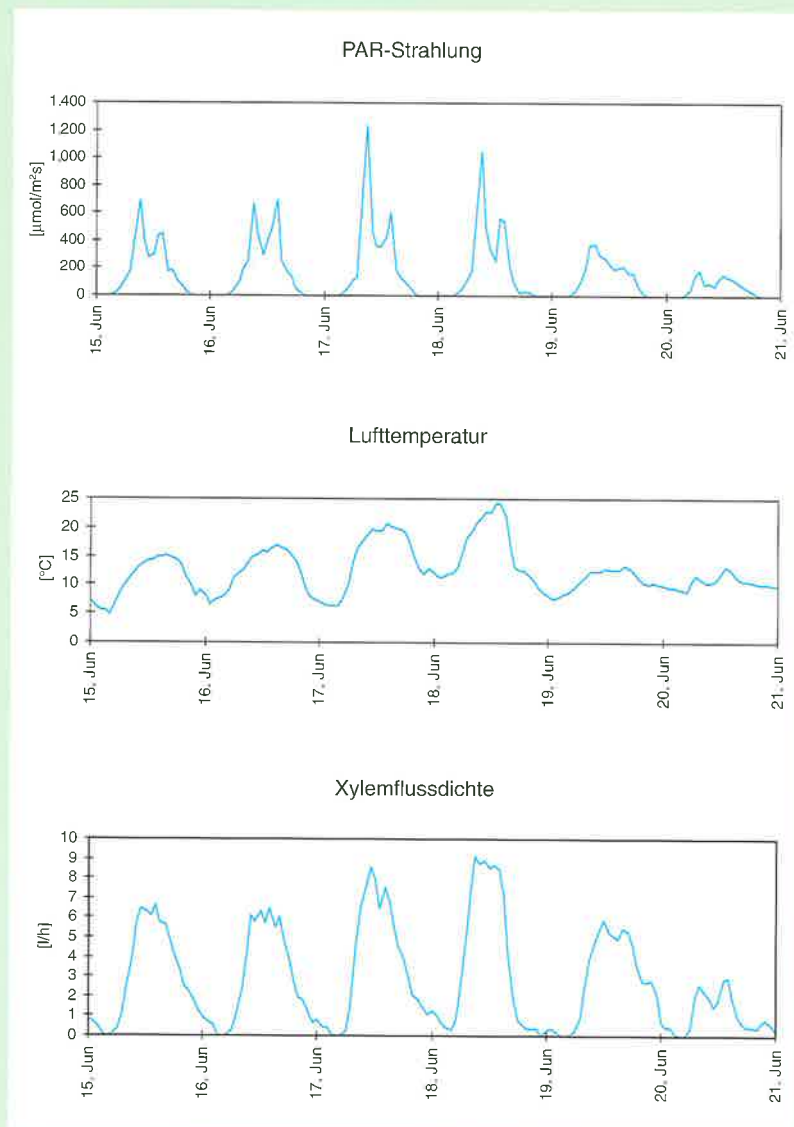 PAR-Strahlung
[µmol/m²s]
1.400
1.200
1.000
800
600
400
200
0
15. Jun
16. Jun
17. Jun
18. Jun
19. Jun
20. Jun
21. Jun
Lufttemperatur
[°C]
25
20
15
10
5
0
15. Jun
16. Jun
17. Jun
18. Jun
19. Jun
20. Jun
21. Jun
Xylemflussdichte
[l/h]
10
9
8
7
6
5
4
3
2
1
0
15. Jun
16. Jun
17. Jun
18. Jun
19. Jun
20. Jun
21. Jun